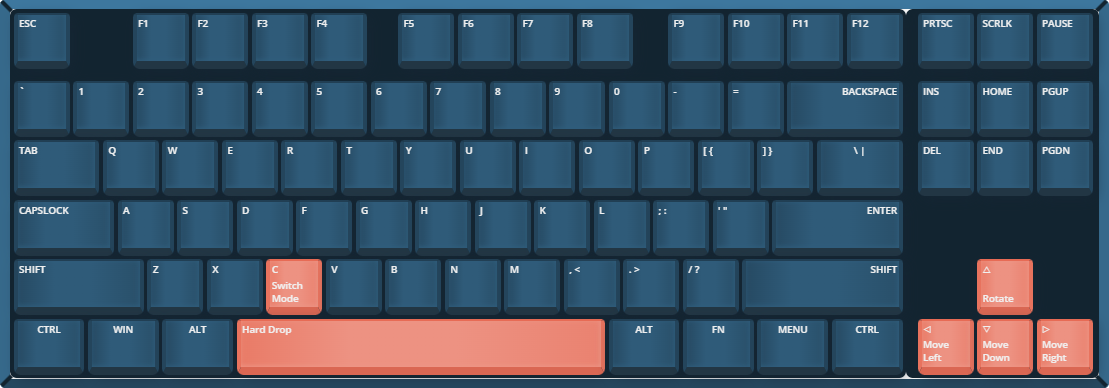 ESC F1 F2 F3 F4 F5 F6 F7 F8 F9 F10 F11 F12 PRTSC SCRLK PAUSE
` 1 2 3 4 5 6 7 8 9 0 - = BACKSPACE INS HOME PGUP
TAB Q W E R T Y U I O P [ { ] } \ | DEL END PGDN
CAPSLOCK A S D F G H J K L ; : ' " ENTER
SHIFT Z X C V B N M , < . > / ? SHIFT △
Switch
Mode
Rotate
CTRL WIN ALT Hard Drop ALT FN MENU CTRL ◁ ▽ ▷
Move Move Move
Left Down Right